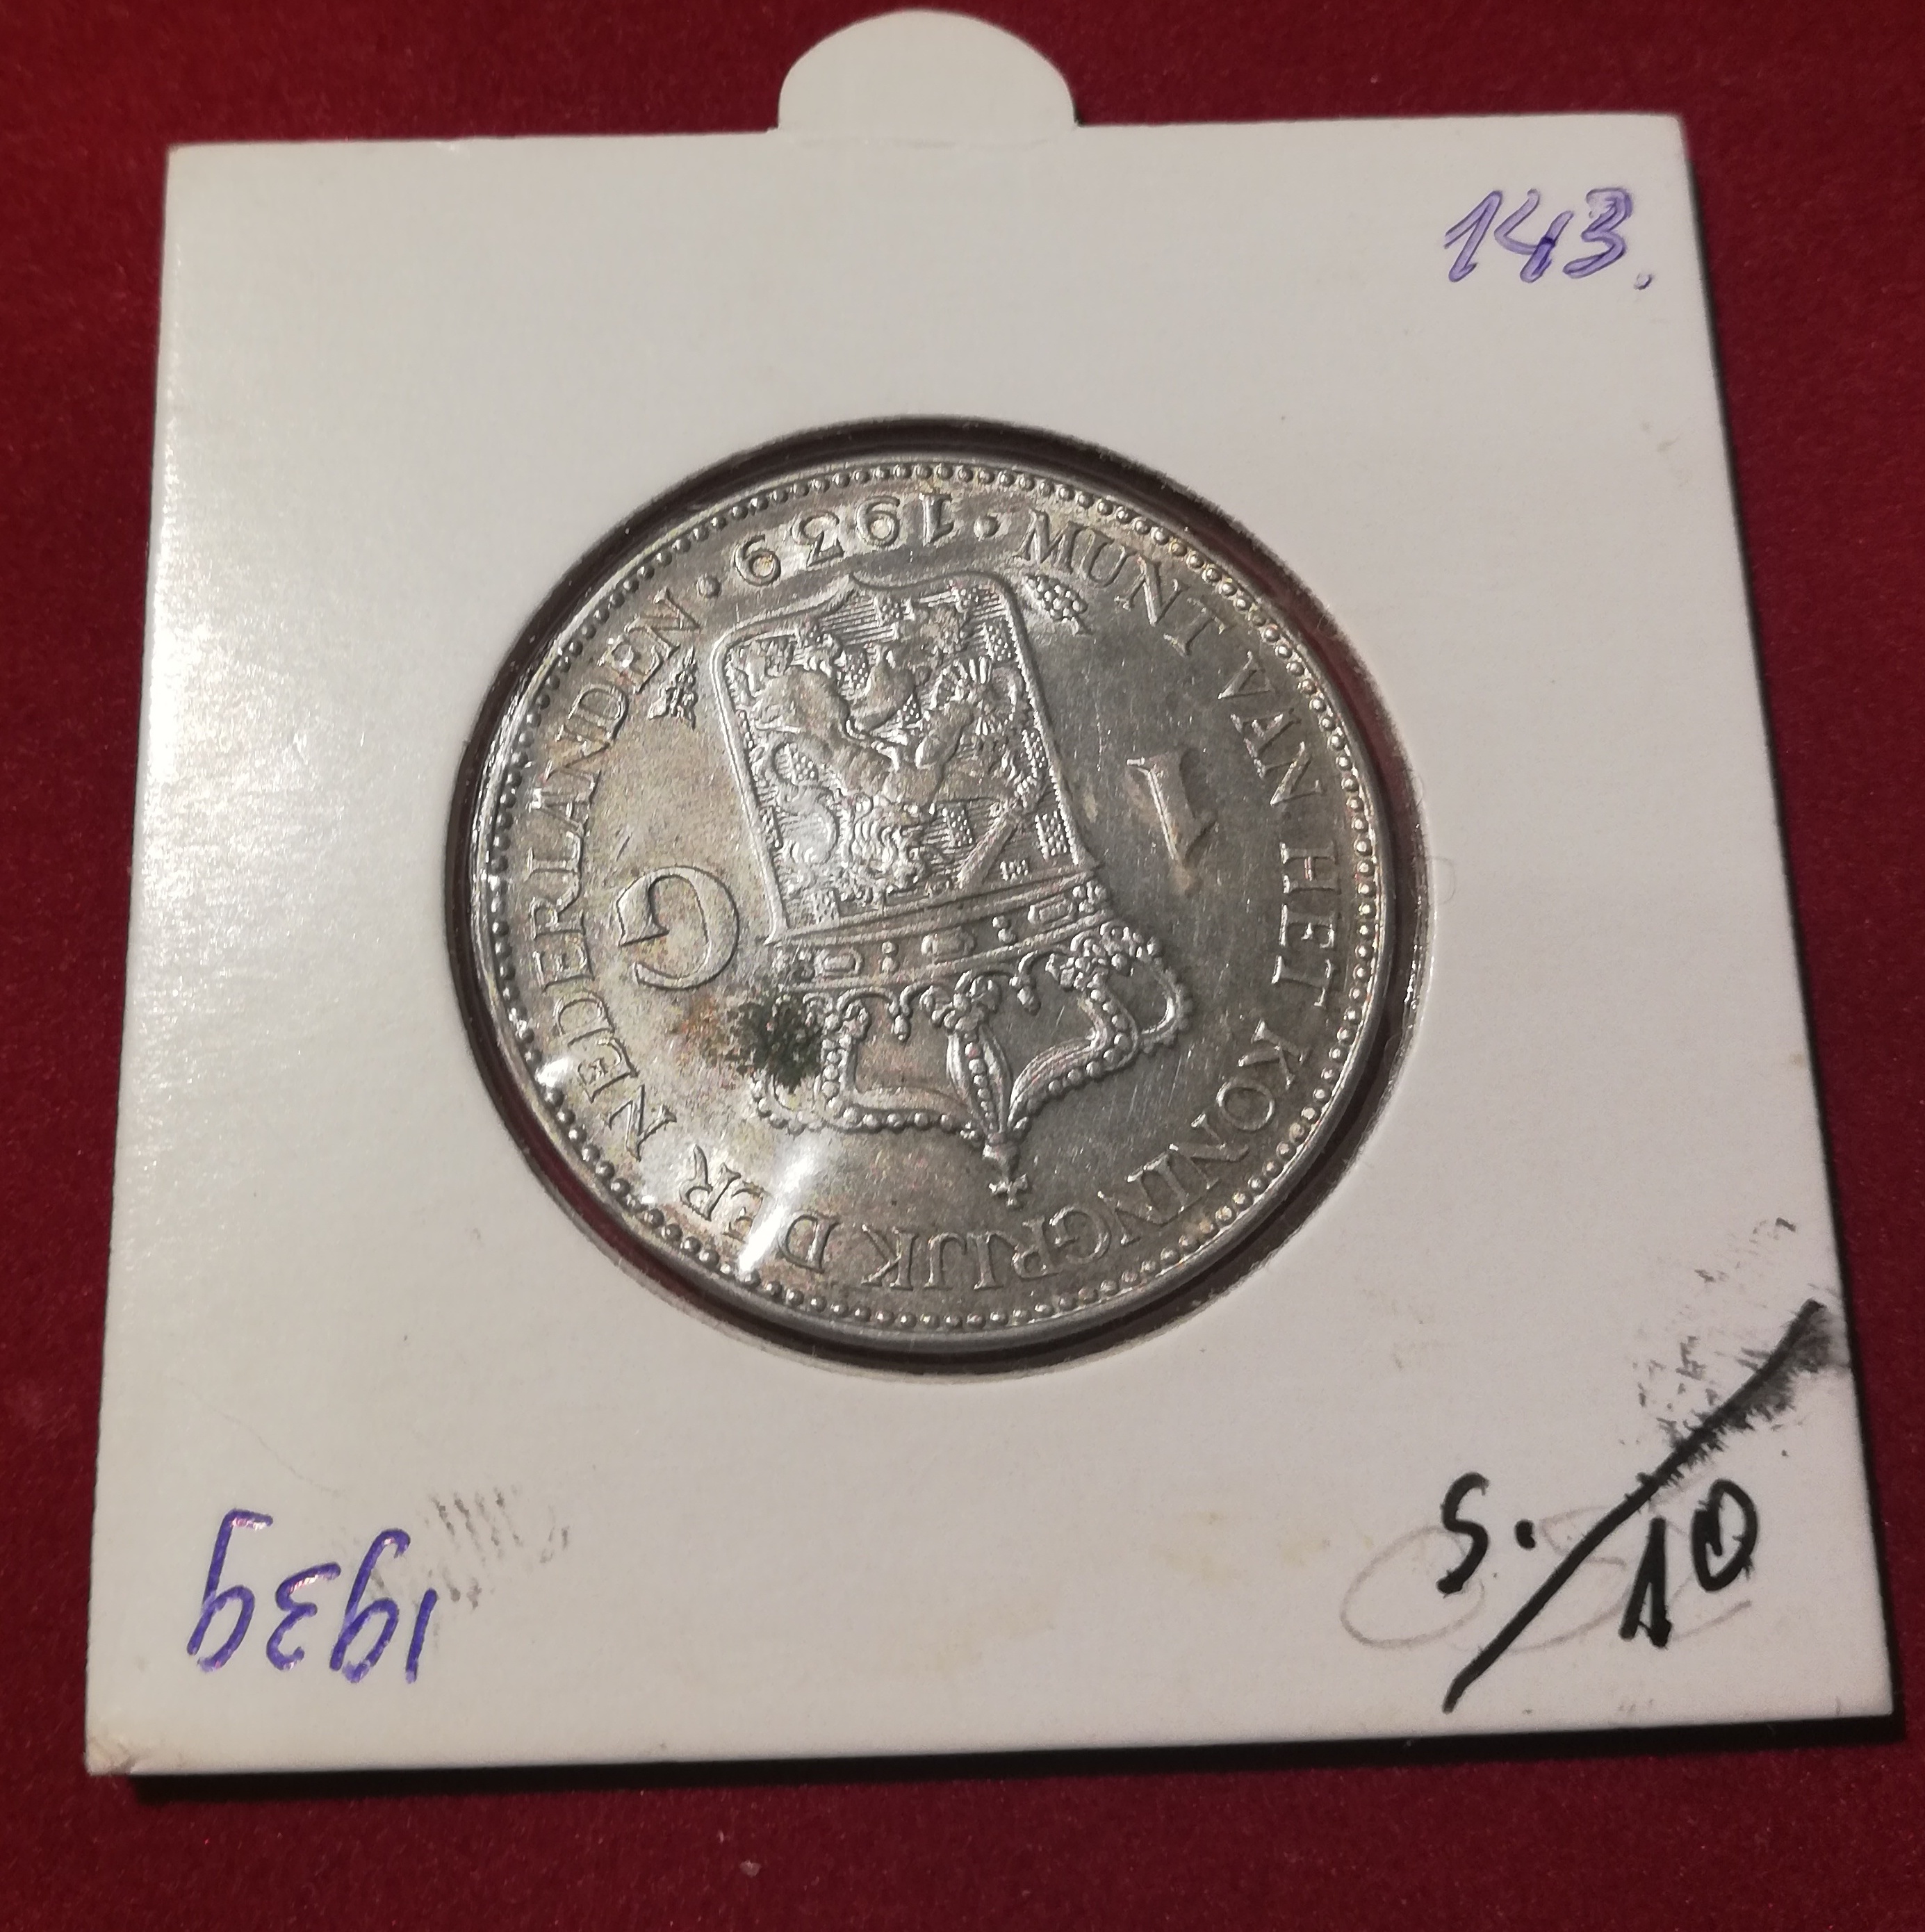 143.
MUNT VAN HET KONINGRIJK DER NEDERLANDEN
• 1939 •
1 G
1939
S./10